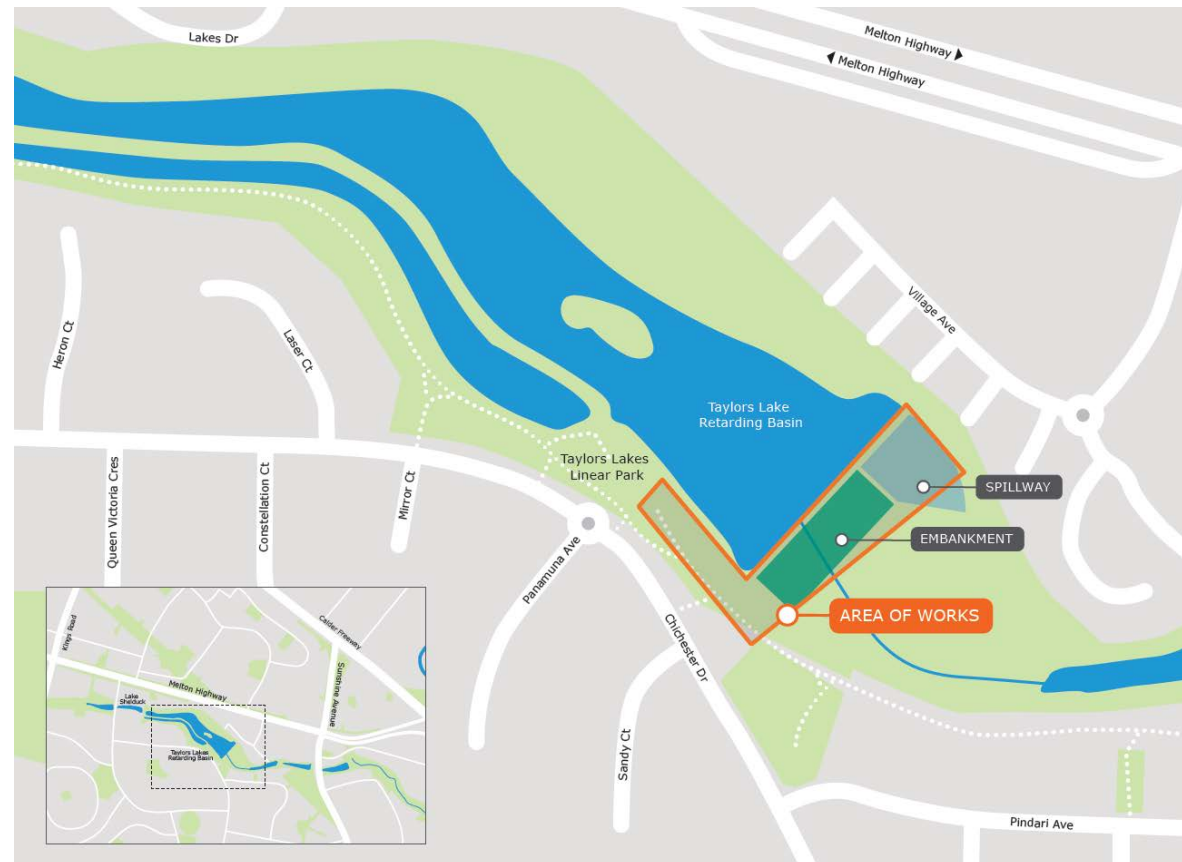 Lakes Dr
Melton Highway
Melton Highway
Village Ave
Heron Ct
Laser Ct
Taylors Lake
Retarding Basin
Taylors Lakes
Linear Park
SPILLWAY
EMBANKMENT
AREA OF WORKS
Queen Victoria Cres
Constellation Ct
Mirror Ct
Panamuna Ave
Chichester Dr
Sandy Ct
Pindari Ave
Kings Road
Calder Freeway
Melton Highway
Sunshine Avenue
Lake
Shelduck
Taylors Lakes
Retarding Basin